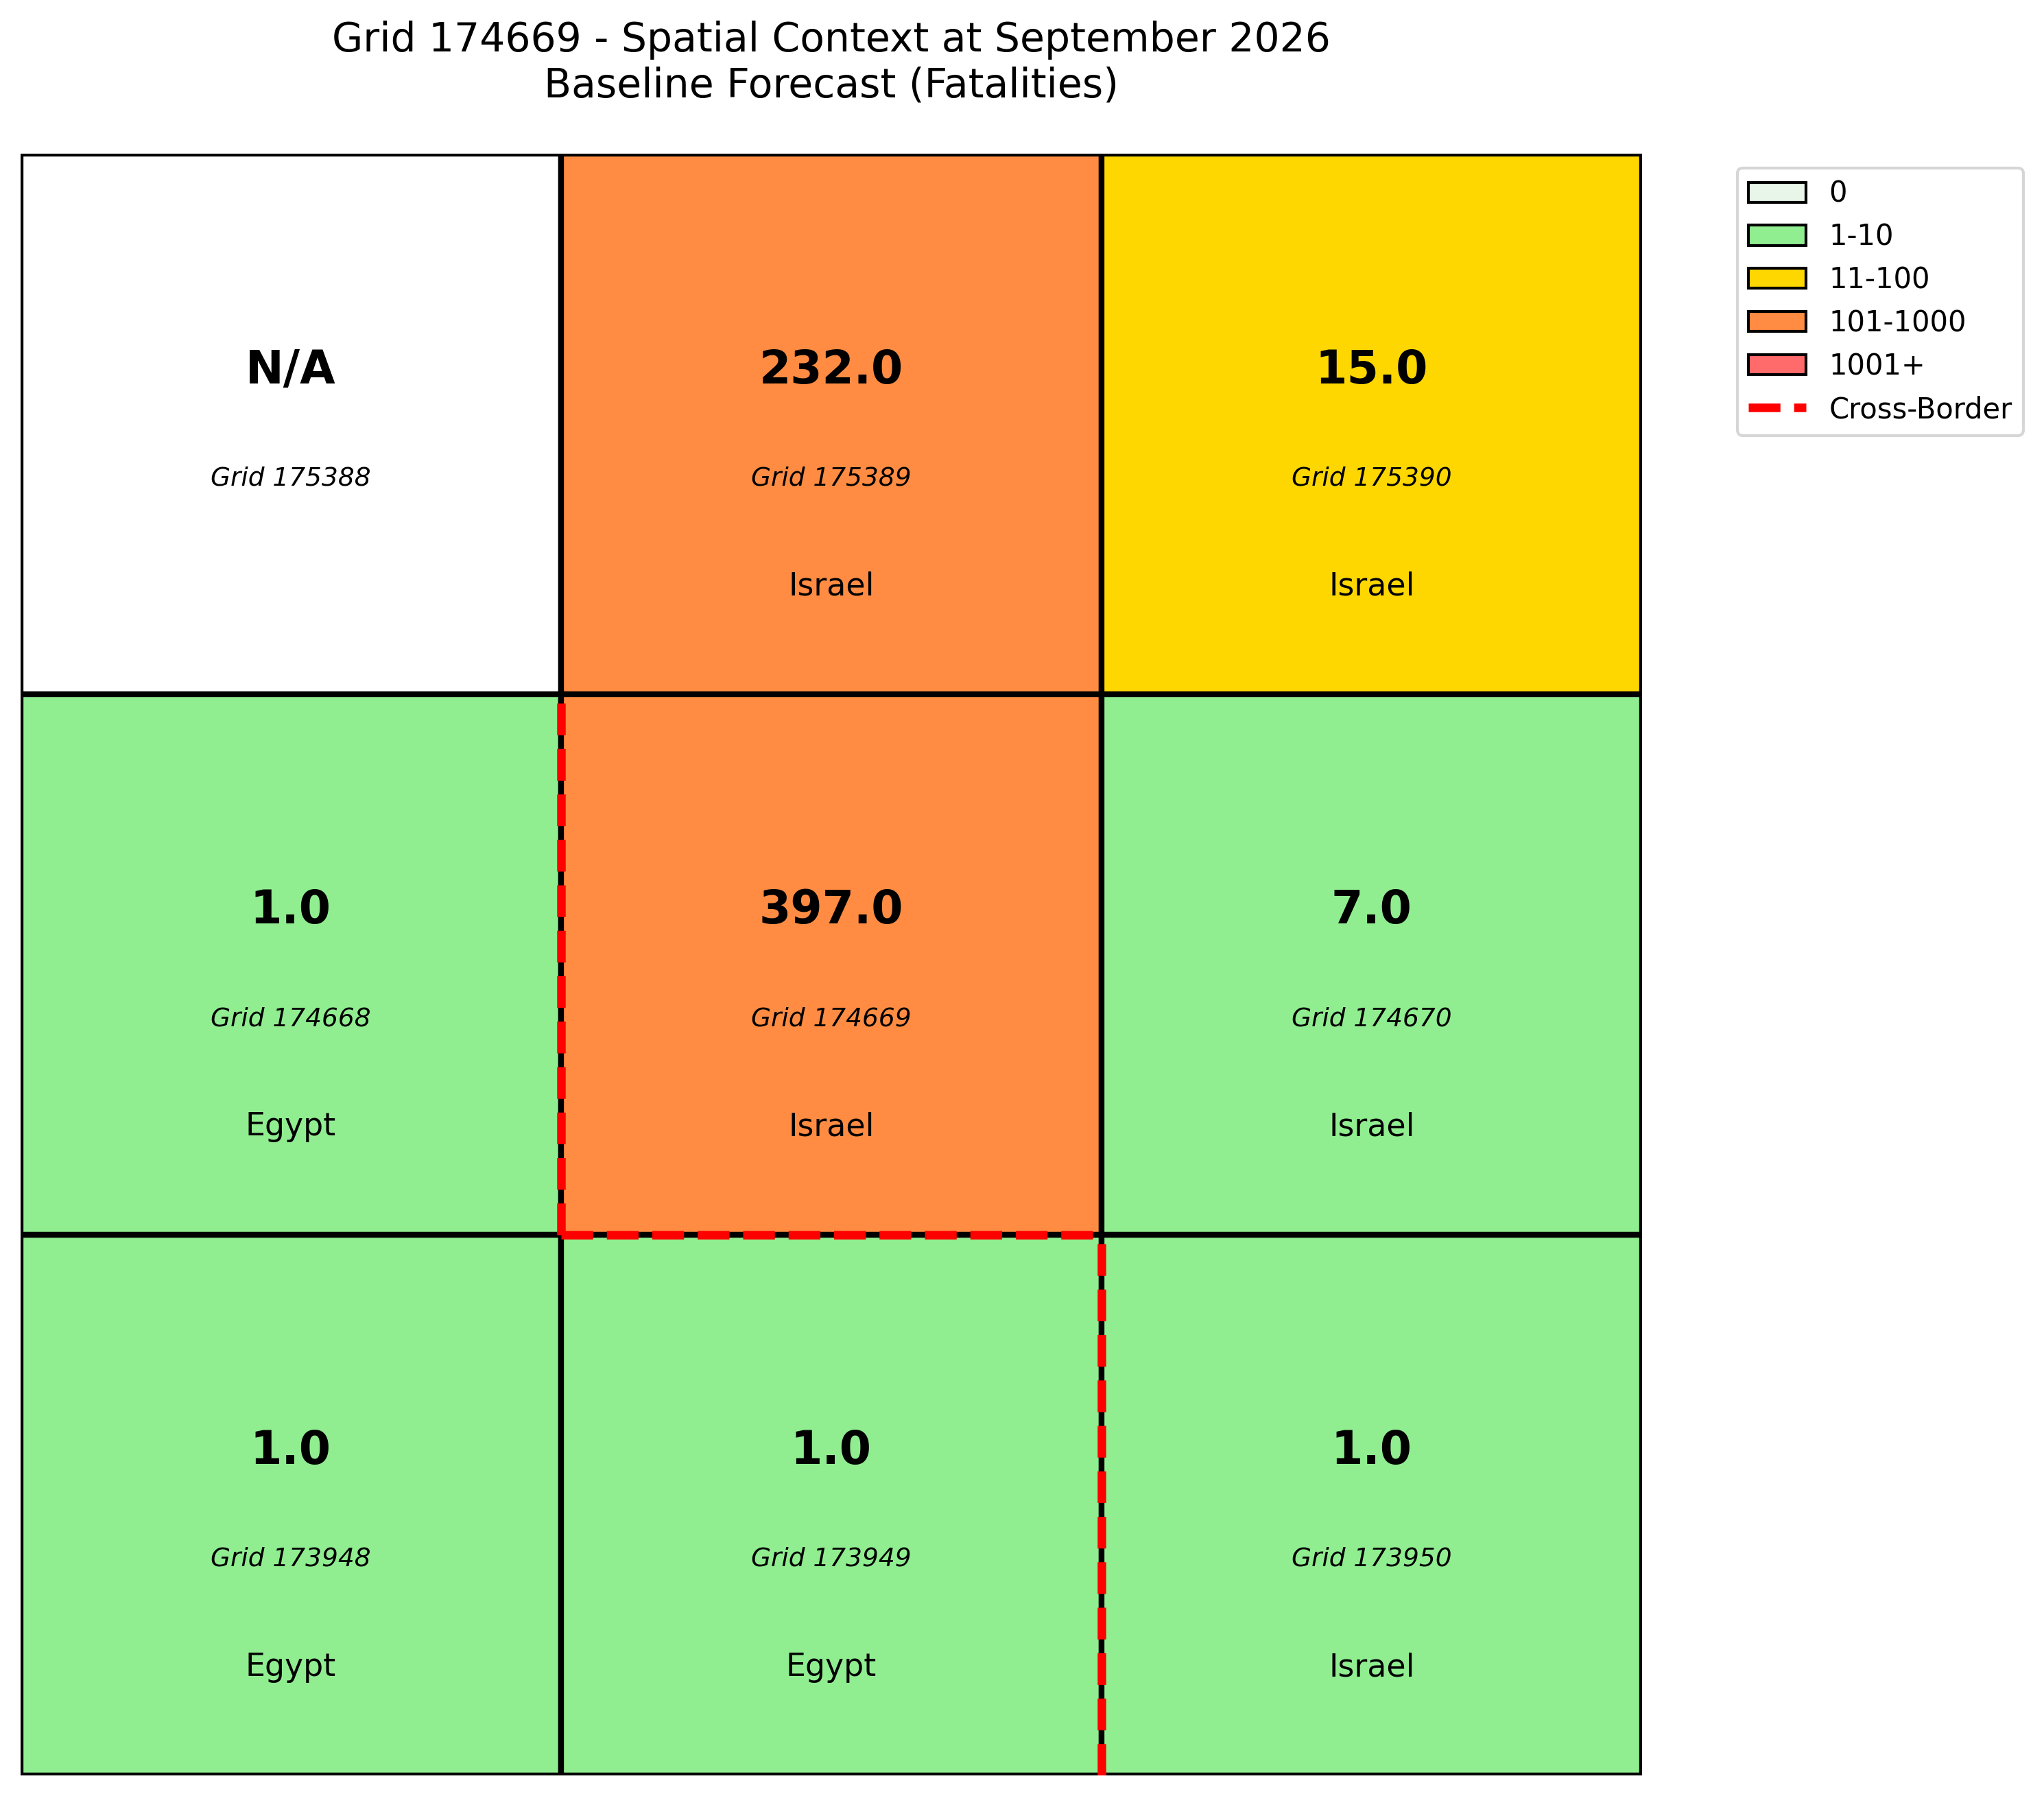 Grid 174669 - Spatial Context at September 2026
Baseline Forecast (Fatalities)
0
1-10
11-100
101-1000
1001+
Cross-Border
N/A
Grid 175388
232.0
Grid 175389
Israel
15.0
Grid 175390
Israel
1.0
Grid 174668
Egypt
397.0
Grid 174669
Israel
7.0
Grid 174670
Israel
1.0
Grid 173948
Egypt
1.0
Grid 173949
Egypt
1.0
Grid 173950
Israel